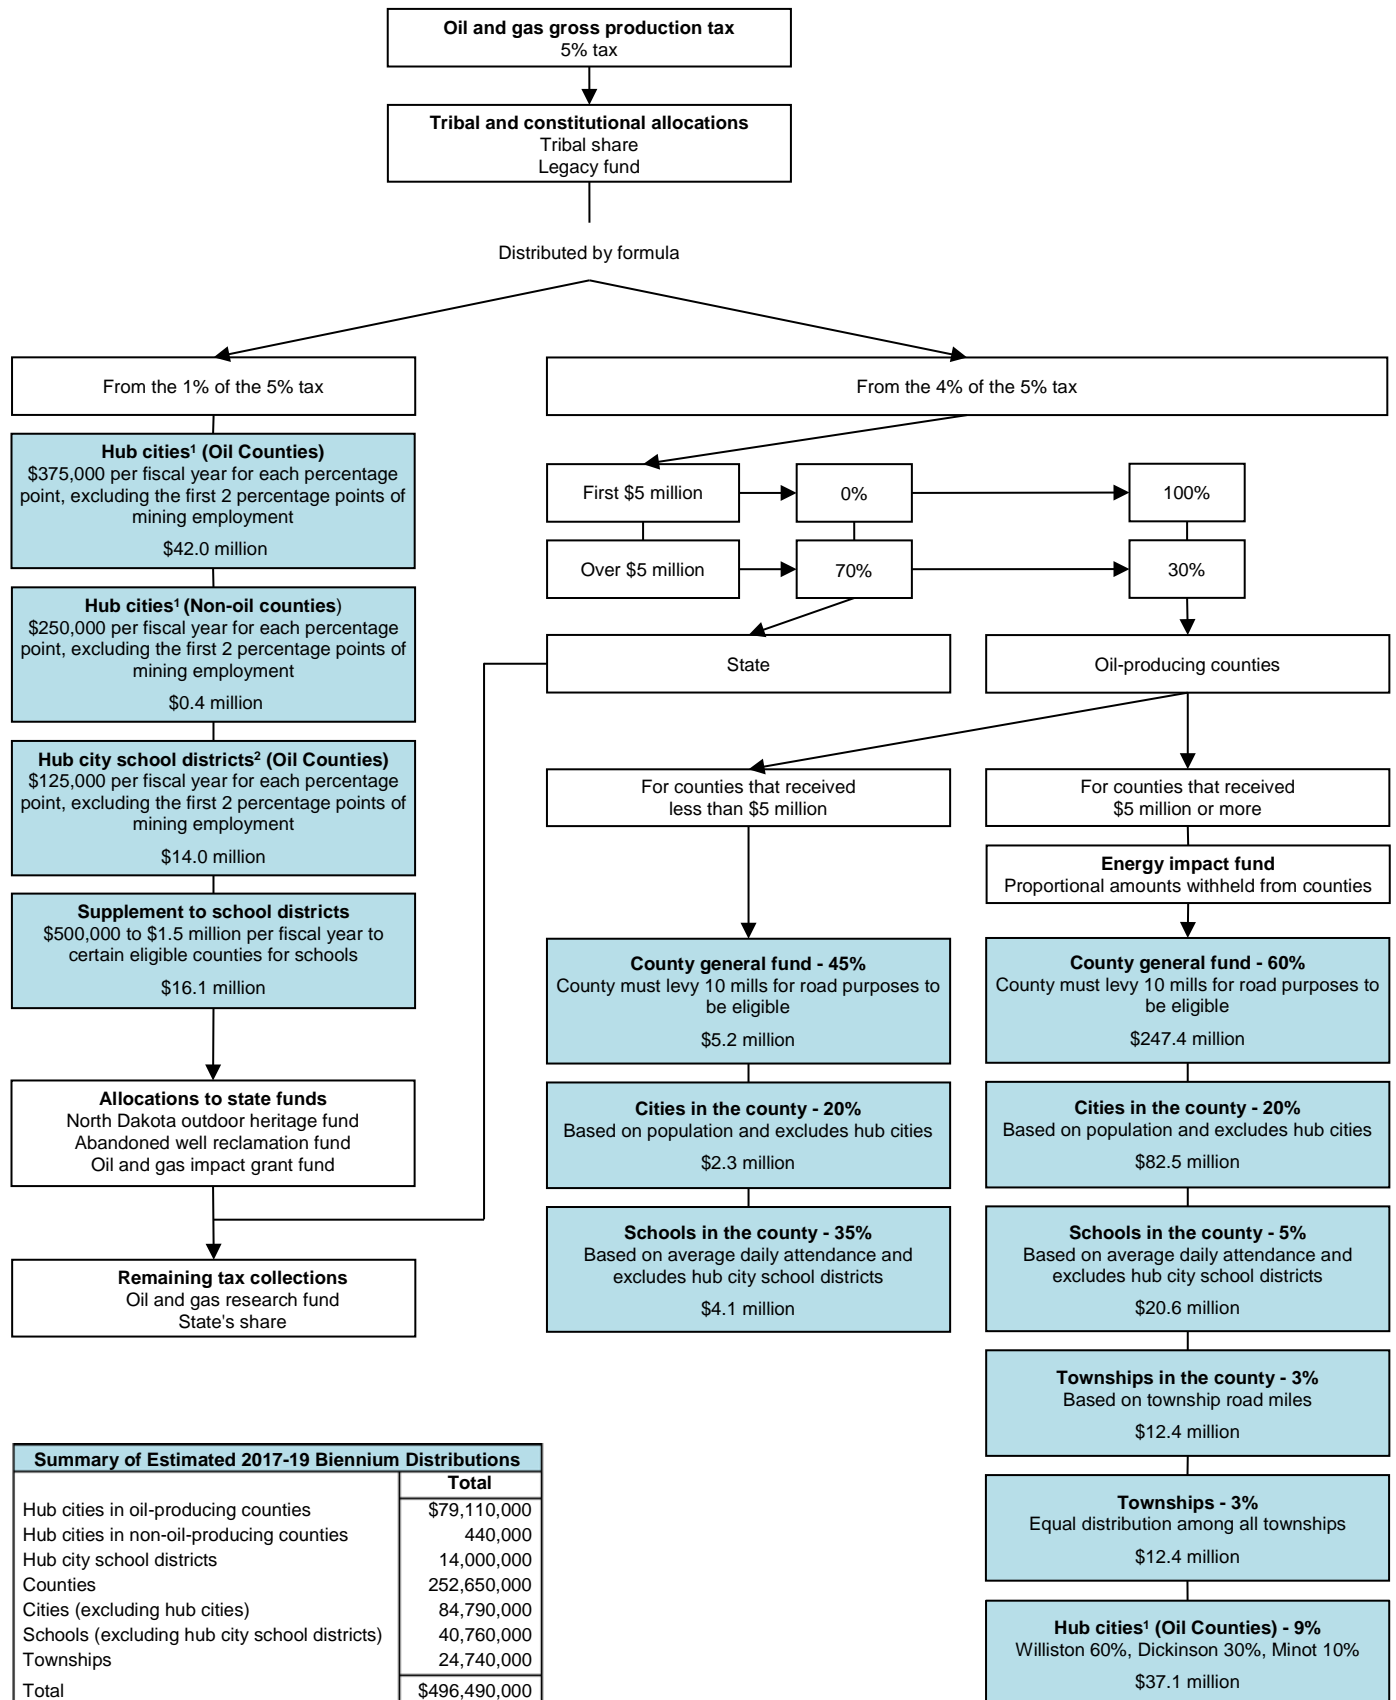 Oil and gas gross production tax
5% tax
Tribal and constitutional allocations
Tribal share
Legacy fund
Distributed by formula
From the 1% of the 5% tax
Hub cities¹ (Oil Counties)
$375,000 per fiscal year for each percentage
point, excluding the first 2 percentage points of
mining employment
$42.0 million
Hub cities¹ (Non-oil counties)
$250,000 per fiscal year for each percentage
point, excluding the first 2 percentage points of
mining employment
$0.4 million
Hub city school districts² (Oil Counties)
$125,000 per fiscal year for each percentage
point, excluding the first 2 percentage points of
mining employment
$14.0 million
Supplement to school districts
$500,000 to $1.5 million per fiscal year to
certain eligible counties for schools
$16.1 million
Allocations to state funds
North Dakota outdoor heritage fund
Abandoned well reclamation fund
Oil and gas impact grant fund
Remaining tax collections
Oil and gas research fund
State's share
From the 4% of the 5% tax
First $5 million
0%
100%
Over $5 million
70%
30%
State
Oil-producing counties
For counties that received
less than $5 million
County general fund - 45%
County must levy 10 mills for road purposes to
be eligible
$5.2 million
Cities in the county - 20%
Based on population and excludes hub cities
$2.3 million
Schools in the county - 35%
Based on average daily attendance and
excludes hub city school districts
$4.1 million
For counties that received
$5 million or more
Energy impact fund
Proportional amounts withheld from counties
County general fund - 60%
County must levy 10 mills for road purposes to
be eligible
$247.4 million
Cities in the county - 20%
Based on population and excludes hub cities
$82.5 million
Schools in the county - 5%
Based on average daily attendance and
excludes hub city school districts
$20.6 million
Townships in the county - 3%
Based on township road miles
$12.4 million
Townships - 3%
Equal distribution among all townships
$12.4 million
Hub cities¹ (Oil Counties) - 9%
Williston 60%, Dickinson 30%, Minot 10%
$37.1 million
Summary of Estimated 2017-19 Biennium Distributions
Total
Hub cities in oil-producing counties $79,110,000
Hub cities in non-oil-producing counties 440,000
Hub city school districts 14,000,000
Counties 252,650,000
Cities (excluding hub cities) 84,790,000
Schools (excluding hub city school districts) 40,760,000
Townships 24,740,000
Total $496,490,000